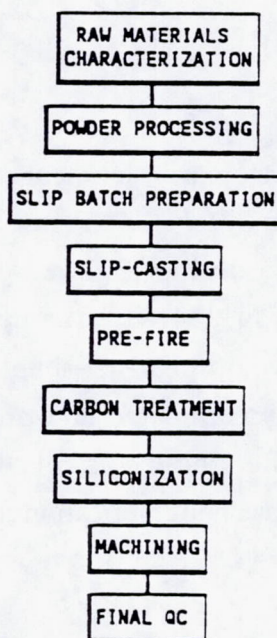 RAW MATERIALS
CHARACTERIZATION
POWDER PROCESSING
SLIP BATCH PREPARATION
SLIP-CASTING
PRE-FIRE
CARBON TREATMENT
SILICONIZATION
MACHINING
FINAL QC